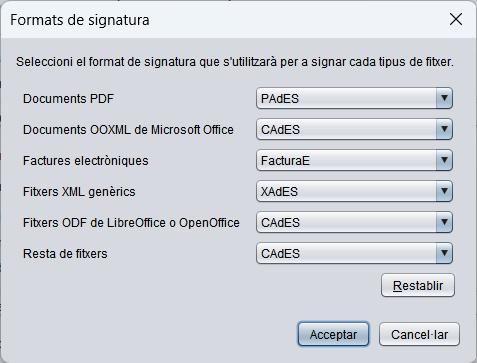 Formats de signatura
Seleccioni el format de signatura que s'utilitzarà per a signar cada tipus de fitxer.
Documents PDF PAdES
Documents OOXML de Microsoft Office CAdES
Factures electròniques FacturaE
Fitxers XML genèrics XAdES
Fitxers ODF de LibreOffice o OpenOffice CAdES
Resta de fitxers CAdES
Restablir
Acceptar Cancel·lar